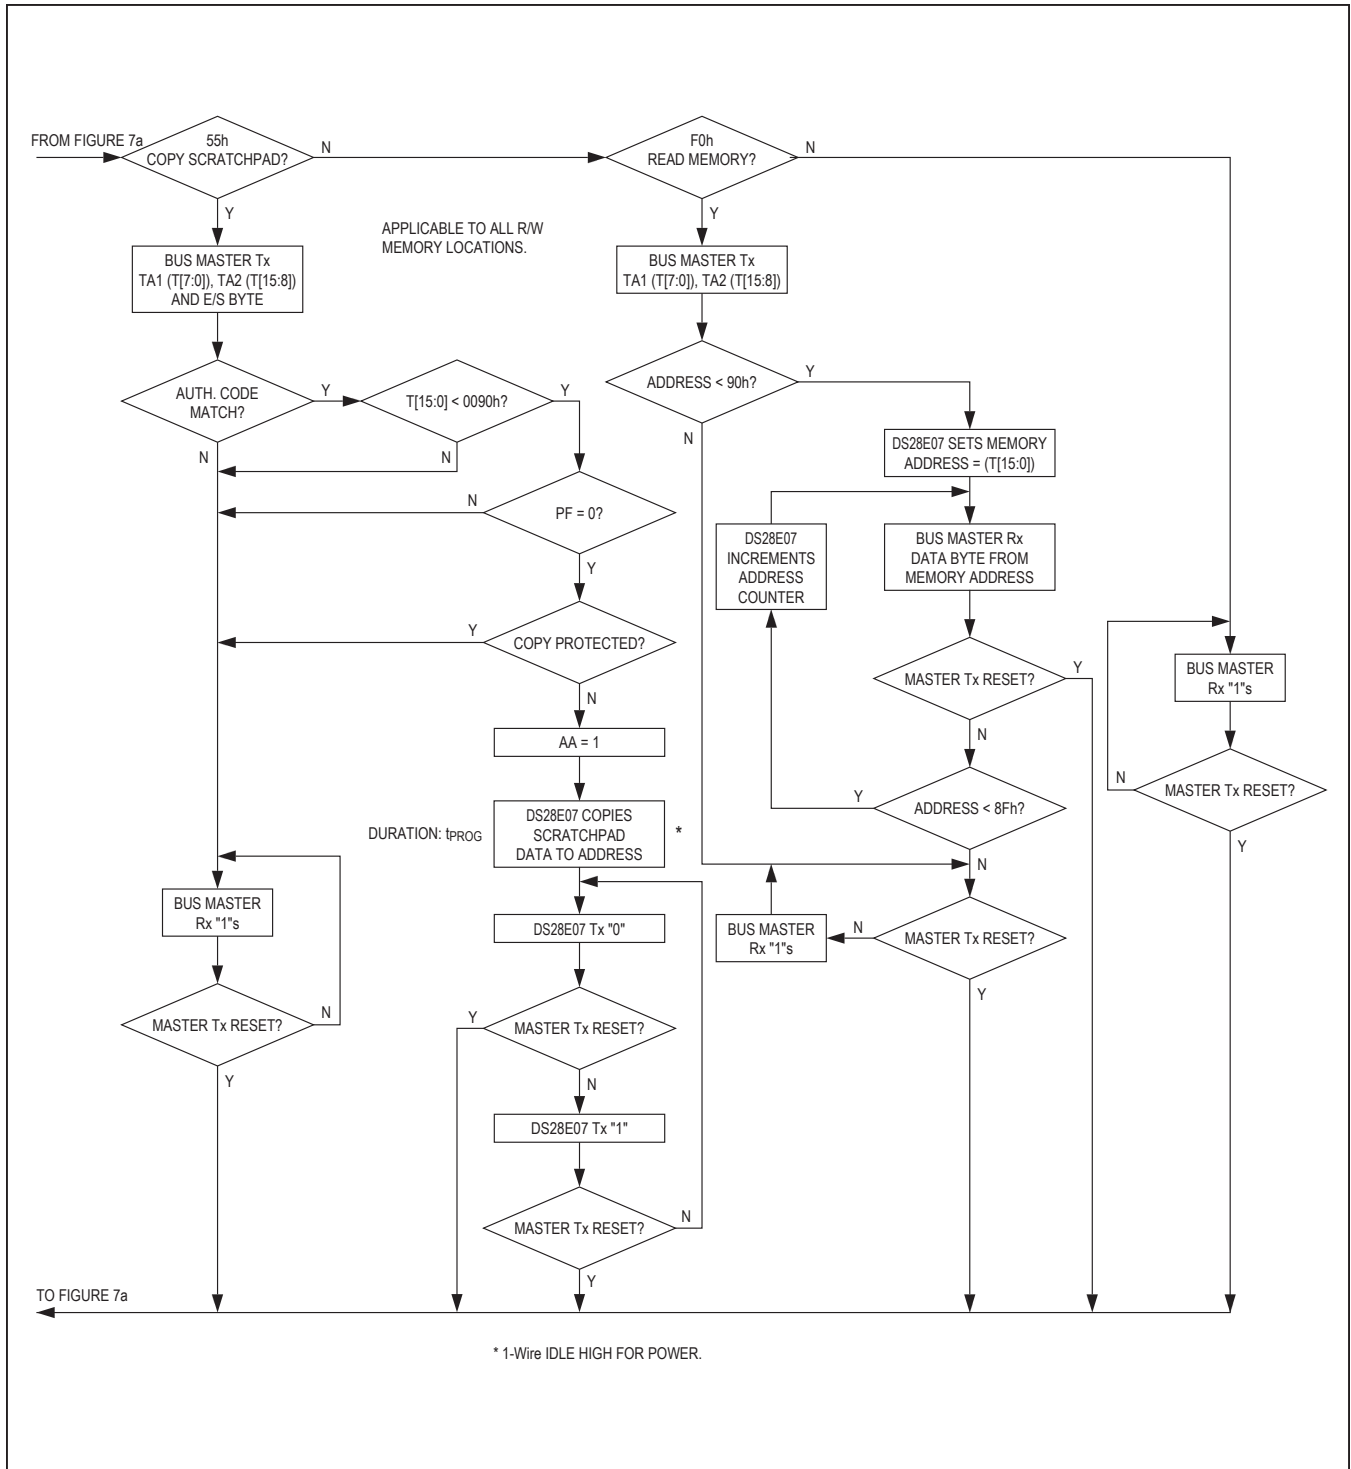 FROM FIGURE 7a
55h
COPY SCRATCHPAD?
N
F0h
READ MEMORY?
N
Y
APPLICABLE TO ALL R/W
MEMORY LOCATIONS.
Y
BUS MASTER Tx
TA1 (T[7:0]), TA2 (T[15:8])
AND E/S BYTE
BUS MASTER Tx
TA1 (T[7:0]), TA2 (T[15:8])
AUTH. CODE
MATCH?
Y
T[15:0] < 0090h?
Y
ADDRESS < 90h?
Y
N
N
N
DS28E07 SETS MEMORY
ADDRESS = (T[15:0])
N
PF = 0?
Y
DS28E07
INCREMENTS
ADDRESS
COUNTER
BUS MASTER Rx
DATA BYTE FROM
MEMORY ADDRESS
Y
COPY PROTECTED?
N
MASTER Tx RESET?
Y
N
BUS MASTER
Rx "1"s
AA = 1
DURATION: tPROG
DS28E07 COPIES
SCRATCHPAD
DATA TO ADDRESS
*
Y
ADDRESS < 8Fh?
N
N
MASTER Tx RESET?
Y
BUS MASTER
Rx "1"s
DS28E07 Tx "0"
BUS MASTER
Rx "1"s
N
MASTER Tx RESET?
Y
MASTER Tx RESET?
N
Y
Y
MASTER Tx RESET?
N
DS28E07 Tx "1"
MASTER Tx RESET?
N
Y
TO FIGURE 7a
* 1-Wire IDLE HIGH FOR POWER.